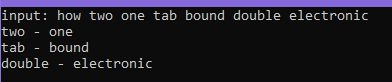 input: how two one tab bound double electronic
two - one
tab - bound
double - electronic